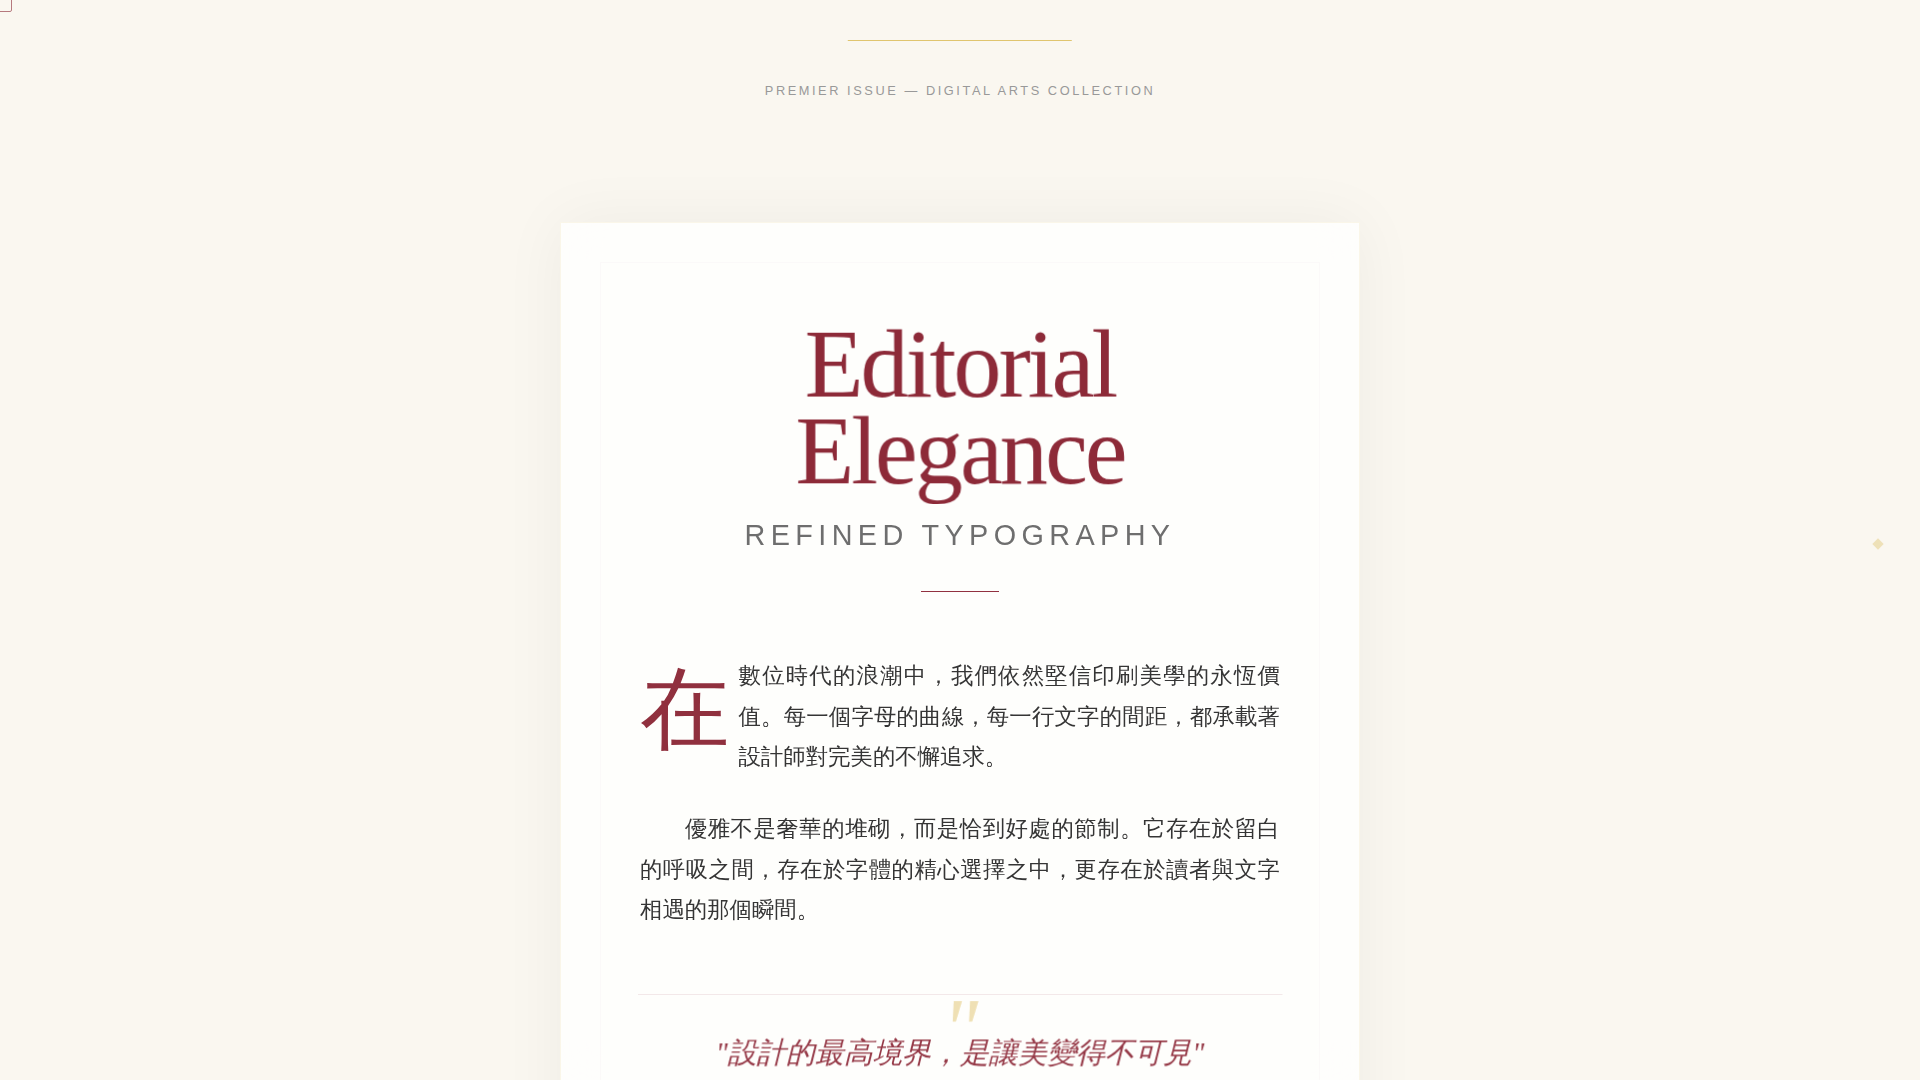 PREMIER ISSUE — DIGITAL ARTS COLLECTION
Editorial
Elegance
REFINED TYPOGRAPHY
在數位時代的浪潮中，我們依然堅信印刷美學的永恆價
值。每一個字母的曲線，每一行文字的間距，都承載著
設計師對完美的不懈追求。
優雅不是奢華的堆砌，而是恰到好處的節制。它存在於留白
的呼吸之間，存在於字體的精心選擇之中，更存在於讀者與文字
相遇的那個瞬間。
"
"設計的最高境界，是讓美變得不可見"